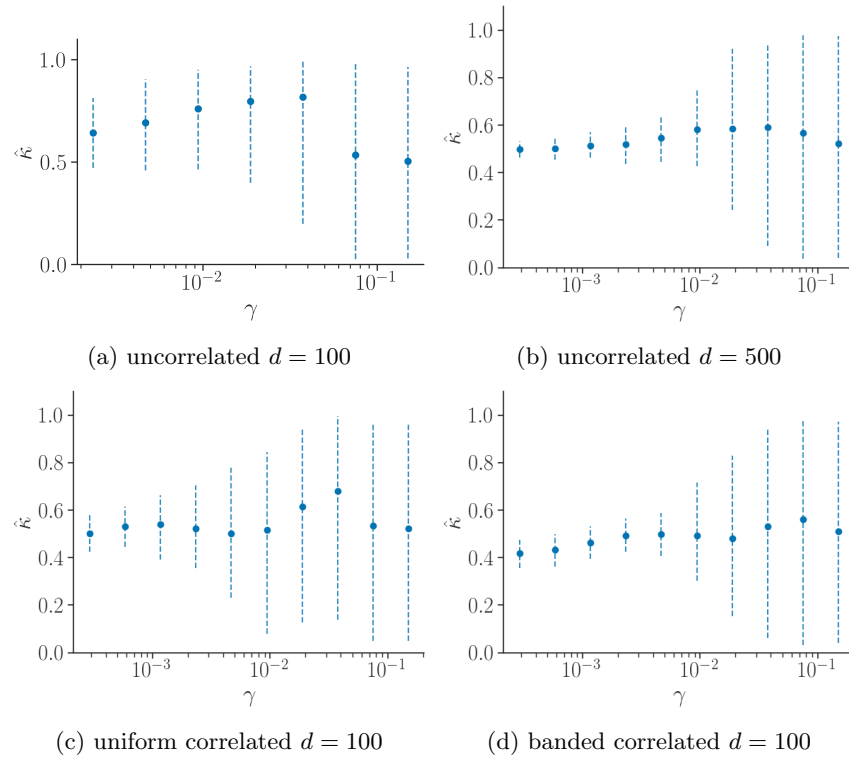 1.0
0.5
0.0
κ̂
10⁻²
10⁻¹
γ
(a) uncorrelated d = 100
1.0
0.8
0.6
0.4
0.2
0.0
κ̂
10⁻³
10⁻²
10⁻¹
γ
(b) uncorrelated d = 500
1.0
0.8
0.6
0.4
0.2
0.0
κ̂
10⁻³
10⁻²
10⁻¹
γ
(c) uniform correlated d = 100
1.0
0.8
0.6
0.4
0.2
0.0
κ̂
10⁻³
10⁻²
10⁻¹
γ
(d) banded correlated d = 100